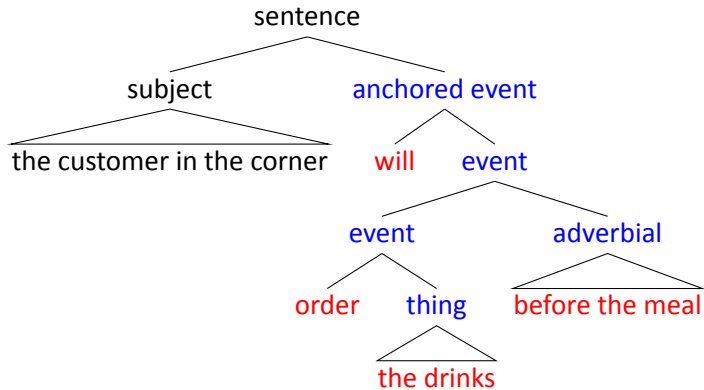 sentence
subject anchored event
the customer in the corner will event
event adverbial
order thing before the meal
the drinks